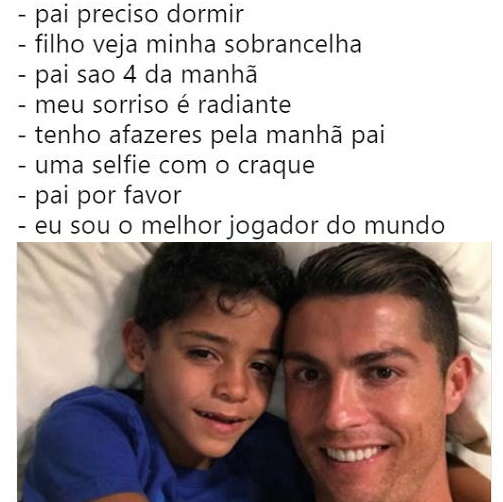 - pai preciso dormir
- filho veja minha sobrancelha
- pai sao 4 da manhã
- meu sorriso é radiante
- tenho afazeres pela manhã pai
- uma selfie com o craque
- pai por favor
- eu sou o melhor jogador do mundo